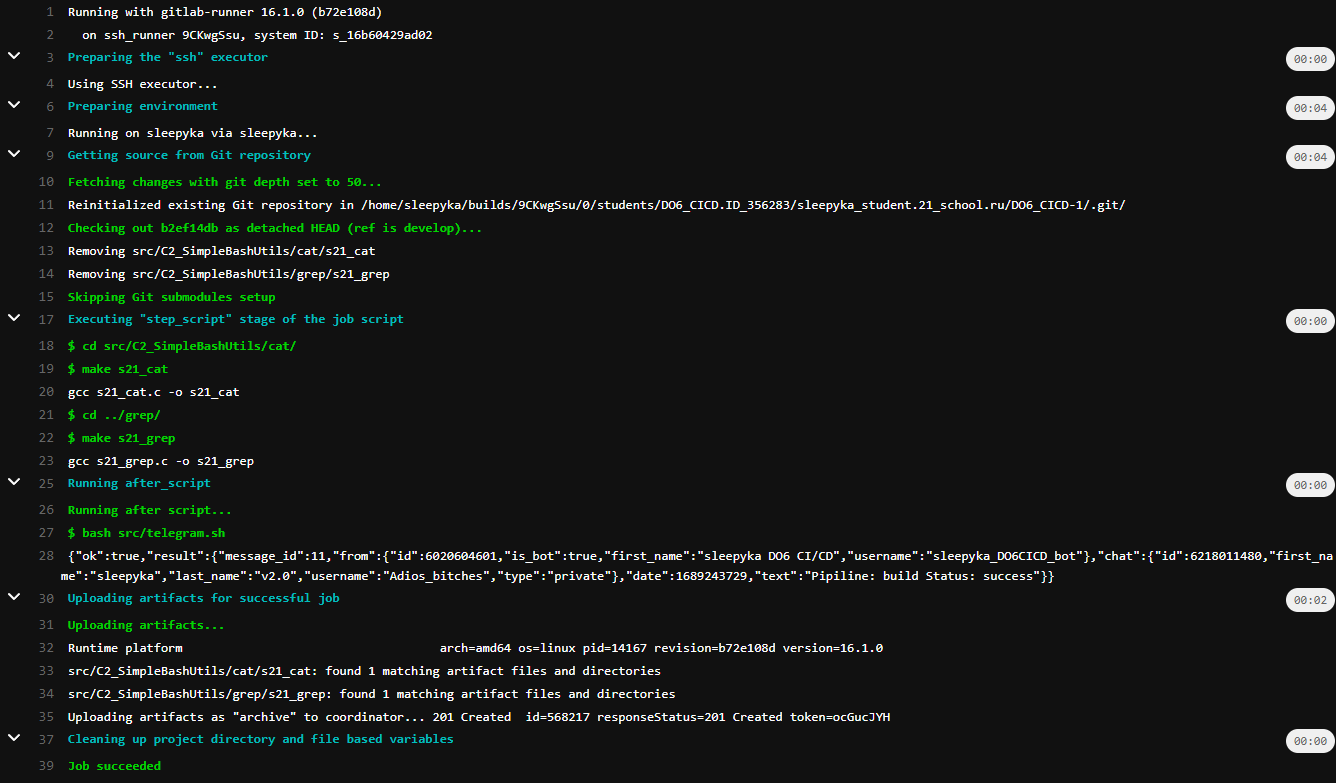 1 Running with gitlab-runner 16.1.0 (b72e108d)
2 on ssh_runner 9CKwgSsu, system ID: s_16b60429ad02
3 Preparing the "ssh" executor 00:00
4 Using SSH executor...
6 Preparing environment 00:04
7 Running on sleepyka via sleepyka...
9 Getting source from Git repository 00:04
10 Fetching changes with git depth set to 50...
11 Reinitialized existing Git repository in /home/sleepyka/builds/9CKwgSsu/0/students/DO6_CICD.ID_356283/sleepyka_student.21_school.ru/DO6_CICD-1/.git/
12 Checking out b2ef14db as detached HEAD (ref is develop)...
13 Removing src/C2_SimpleBashUtils/cat/s21_cat
14 Removing src/C2_SimpleBashUtils/grep/s21_grep
15 Skipping Git submodules setup
17 Executing "step_script" stage of the job script 00:00
18 $ cd src/C2_SimpleBashUtils/cat/
19 $ make s21_cat
20 gcc s21_cat.c -o s21_cat
21 $ cd ../grep/
22 $ make s21_grep
23 gcc s21_grep.c -o s21_grep
25 Running after_script 00:00
26 Running after script...
27 $ bash src/telegram.sh
28 {"ok":true,"result":{"message_id":11,"from":{"id":6020604601,"is_bot":true,"first_name":"sleepyka DO6 CI/CD","username":"sleepyka_DO6CICD_bot"},"chat":{"id":6218011480,"first_na
me":"sleepyka","last_name":"v2.0","username":"Adios_bitches","type":"private"},"date":1689243729,"text":"Pipiline: build Status: success"}}
30 Uploading artifacts for successful job 00:02
31 Uploading artifacts...
32 Runtime platform arch=amd64 os=linux pid=14167 revision=b72e108d version=16.1.0
33 src/C2_SimpleBashUtils/cat/s21_cat: found 1 matching artifact files and directories
34 src/C2_SimpleBashUtils/grep/s21_grep: found 1 matching artifact files and directories
35 Uploading artifacts as "archive" to coordinator... 201 Created id=568217 responseStatus=201 Created token=ocGucJYH
37 Cleaning up project directory and file based variables 00:00
39 Job succeeded